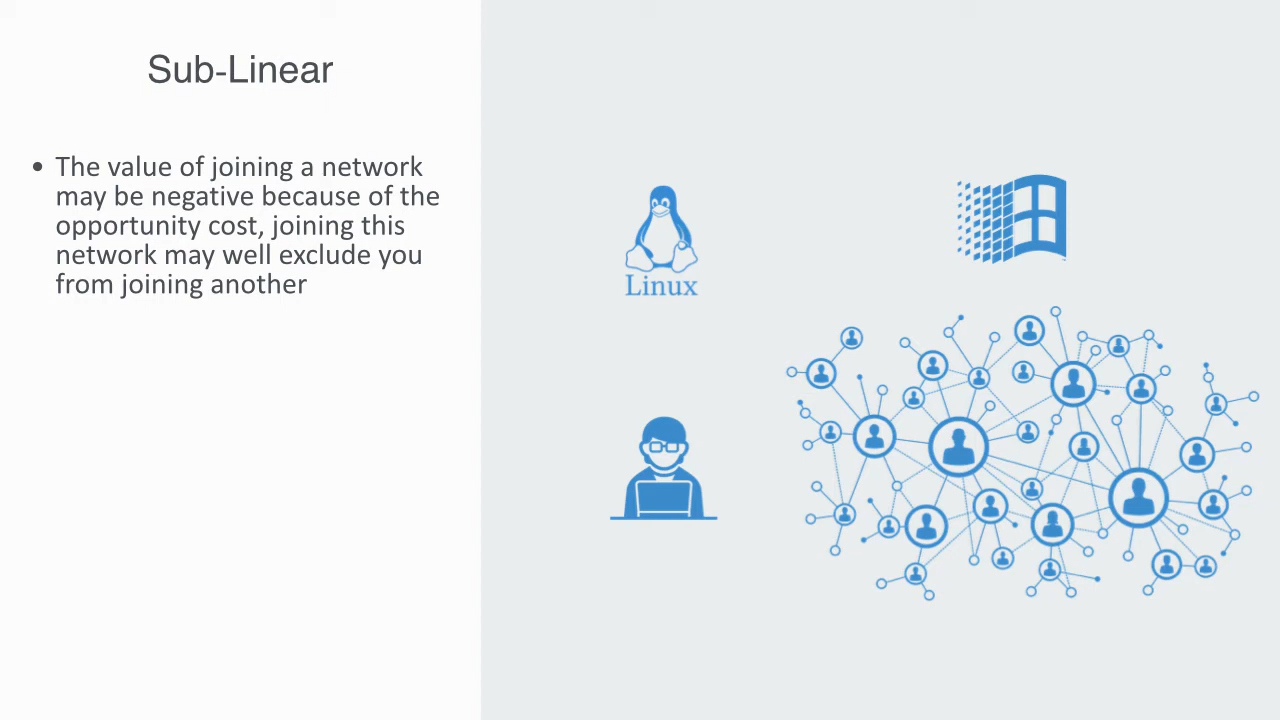 Sub-Linear
• The value of joining a network
may be negative because of the
opportunity cost, joining this
network may well exclude you
from joining another
Linux